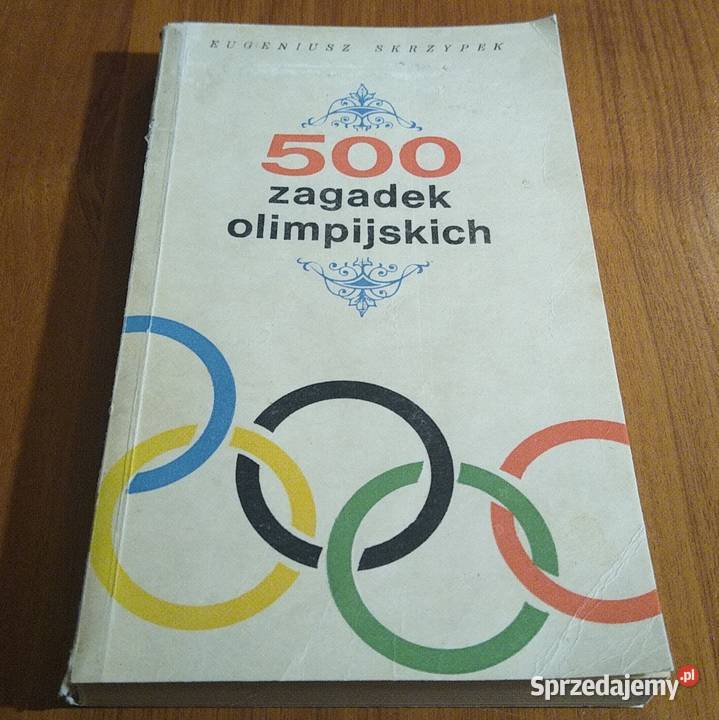 EUGENIUSZ SKRZYPEK
500
zagadek
olimpijskich
Sprzedajemy.pl